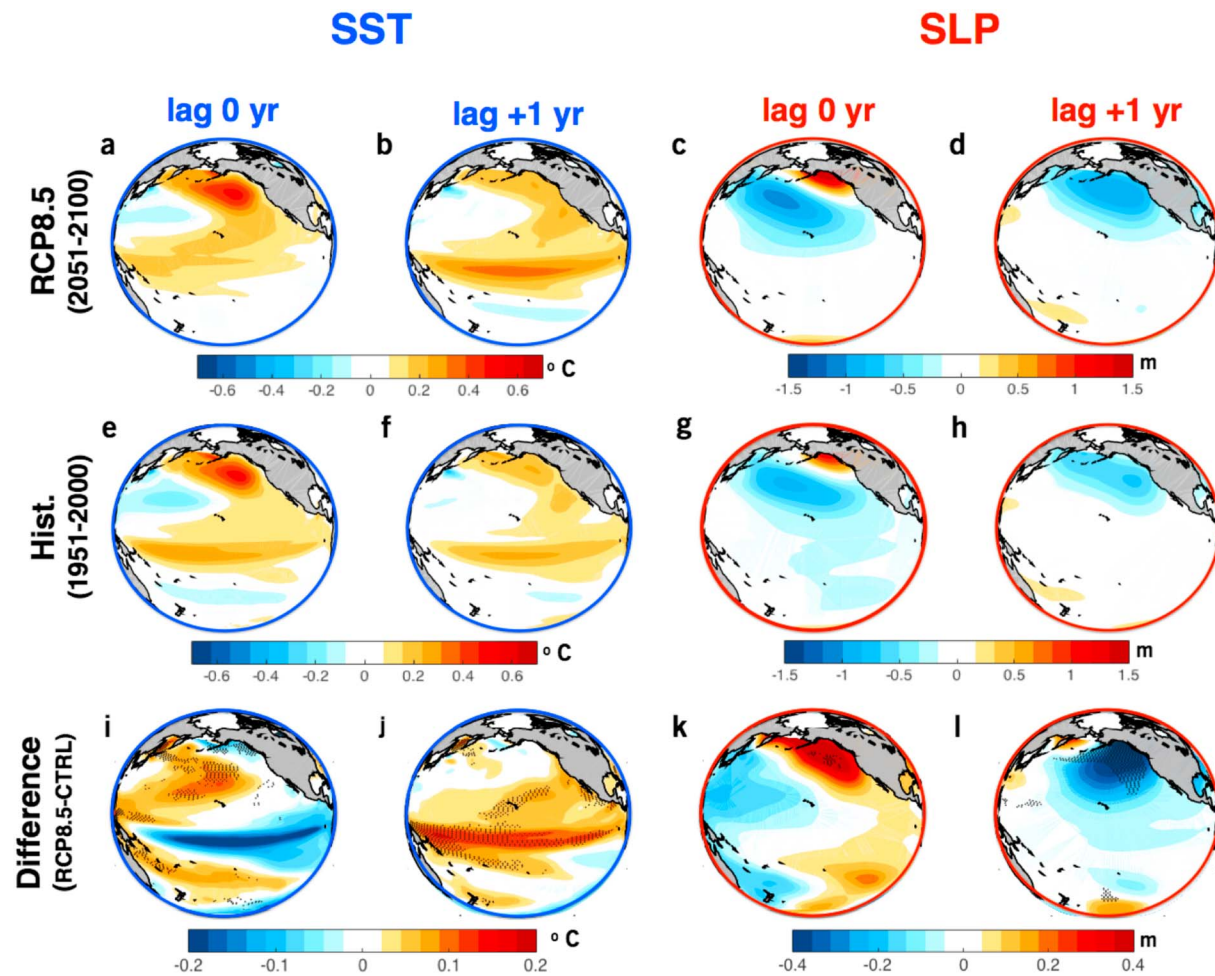 SST SLP
lag 0 yr lag +1 yr lag 0 yr lag +1 yr
a b c d
RCP8.5
(2051-2100)
-0.6 -0.4 -0.2 0 0.2 0.4 0.6 º C
-1.5 -1 -0.5 0 0.5 1 1.5 m
e f g h
Hist.
(1951-2000)
-0.6 -0.4 -0.2 0 0.2 0.4 0.6 º C
-1.5 -1 -0.5 0 0.5 1 1.5 m
i j k l
Difference
(RCP8.5-CTRL)
-0.2 -0.1 0 0.1 0.2 º C
-0.4 -0.2 0 0.2 0.4 m